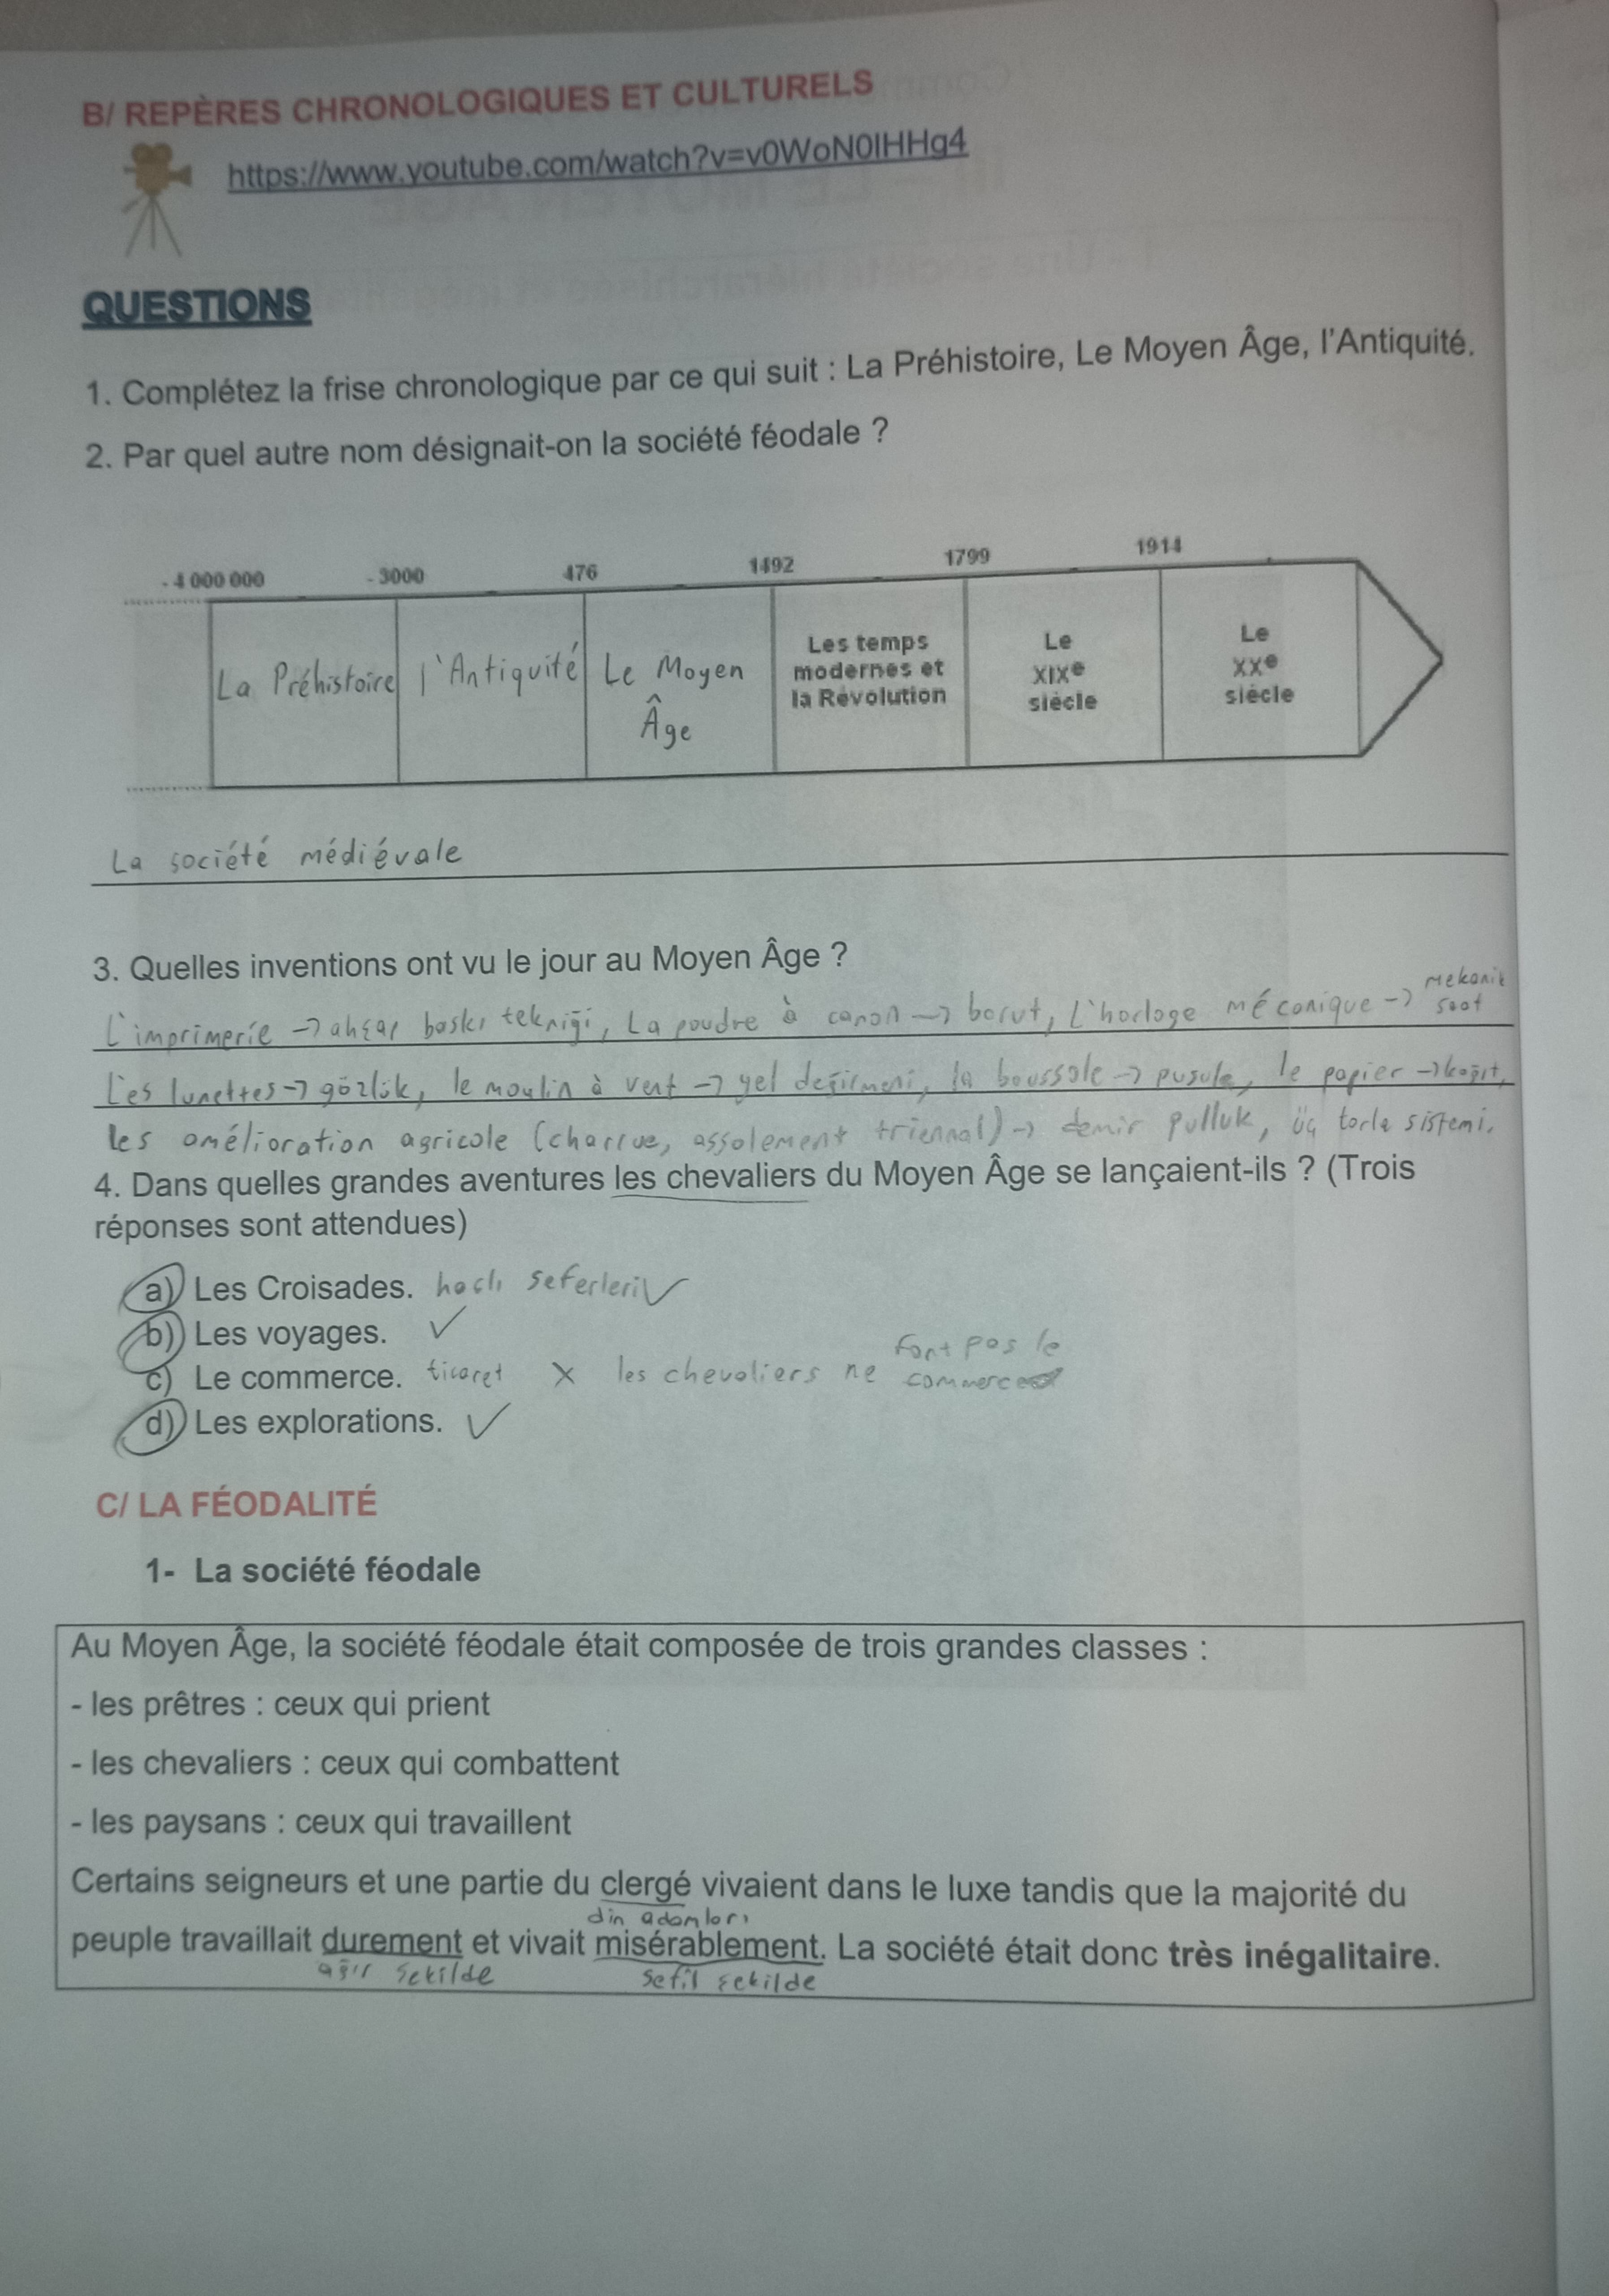 B/ REPÈRES CHRONOLOGIQUES ET CULTURELS
https://www.youtube.com/watch?v=v0WoN0IHHg4
QUESTIONS
1. Complétez la frise chronologique par ce qui suit : La Préhistoire, Le Moyen Âge, l'Antiquité.
2. Par quel autre nom désignait-on la société féodale ?
- 4 000 000 - 3000 476 1492 1799 1914
La Préhistoire
l'Antiquité
Le Moyen
Âge
Les temps
modernes et
la Révolution
Le
XIXe
siècle
Le
XXe
siècle
La société médiévale
3. Quelles inventions ont vu le jour au Moyen Âge ?
L'imprimerie → ahşap baskı tekniği, La poudre à canon → barut, L'horloge mécanique → mekanik saat
Les lunettes → gözlük, le moulin à vent → yel değirmeni, la boussole → pusula, le papier → kağıt,
les amélioration agricole (charrue, assolement triennal) → demir pulluk, üç tarla sistemi.
4. Dans quelles grandes aventures les chevaliers du Moyen Âge se lançaient-ils ? (Trois
réponses sont attendues)
a) Les Croisades. haclı seferleri ✓
b) Les voyages. ✓
c) Le commerce. ticaret X les chevaliers ne font pas le commerce
d) Les explorations. ✓
C/ LA FÉODALITÉ
1- La société féodale
Au Moyen Âge, la société féodale était composée de trois grandes classes :
- les prêtres : ceux qui prient
- les chevaliers : ceux qui combattent
- les paysans : ceux qui travaillent
Certains seigneurs et une partie du clergé vivaient dans le luxe tandis que la majorité du
din adamları
peuple travaillait durement et vivait misérablement. La société était donc très inégalitaire.
ağır şekilde sefil şekilde